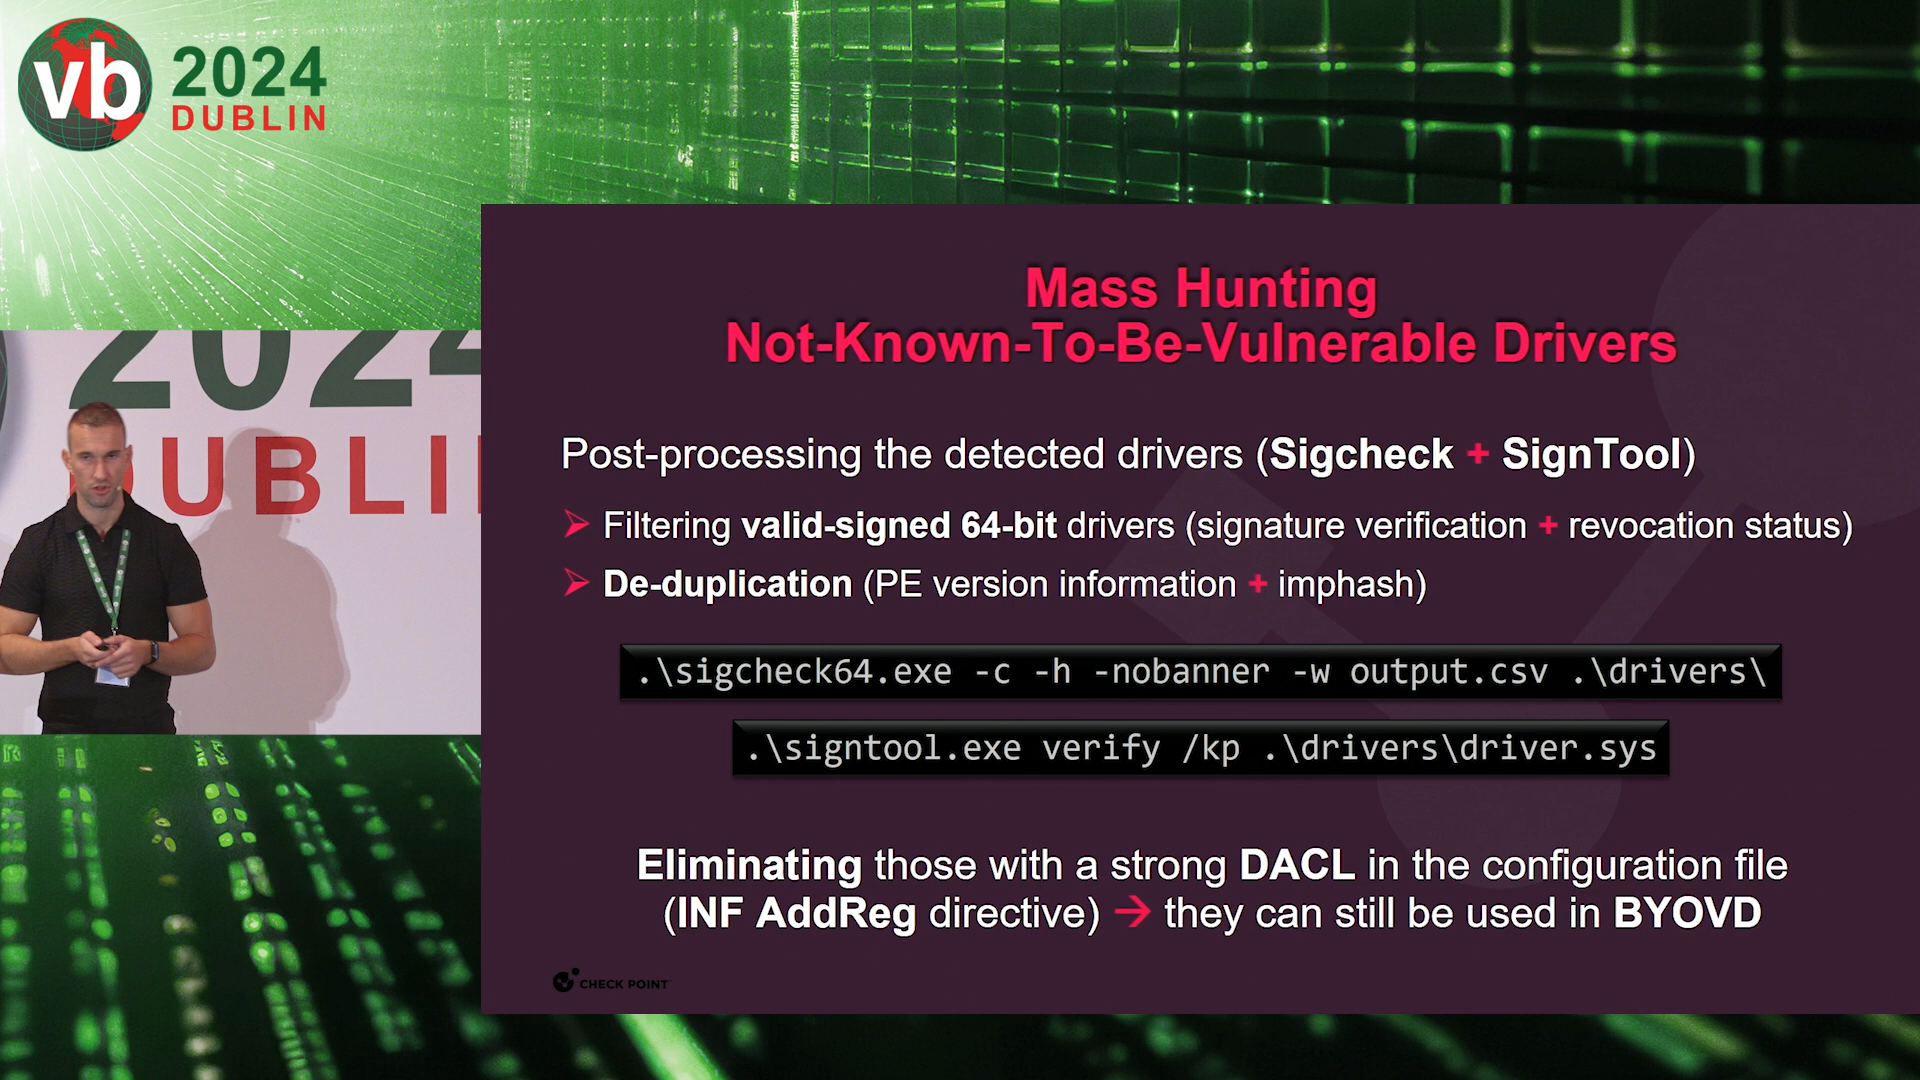 vb
2024
DUBLIN
2024
DUBLI
Mass Hunting
Not-Known-To-Be-Vulnerable Drivers
Post-processing the detected drivers (Sigcheck + SignTool)
➢ Filtering valid-signed 64-bit drivers (signature verification + revocation status)
➢ De-duplication (PE version information + imphash)
.\sigcheck64.exe -c -h -nobanner -w output.csv .\drivers\
.\signtool.exe verify /kp .\drivers\driver.sys
Eliminating those with a strong DACL in the configuration file
(INF AddReg directive) → they can still be used in BYOVD
CHECK POINT